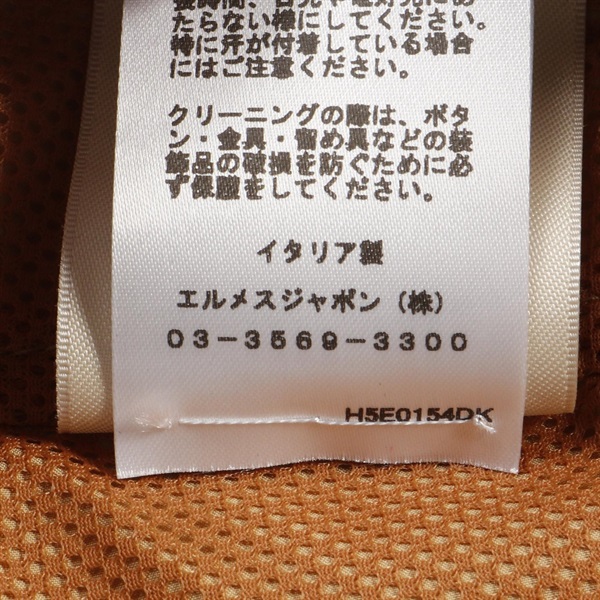 たらない様にしてください。
特に汗が付着している場合
にはご注意ください。
クリーニングの際は、ボタ
ン・金具・留め具などの装
飾品の破損を防ぐために必
ず保護をしてください。
イタリア製
エルメスジャポン（株）
03-3569-3300
H5E0154DK